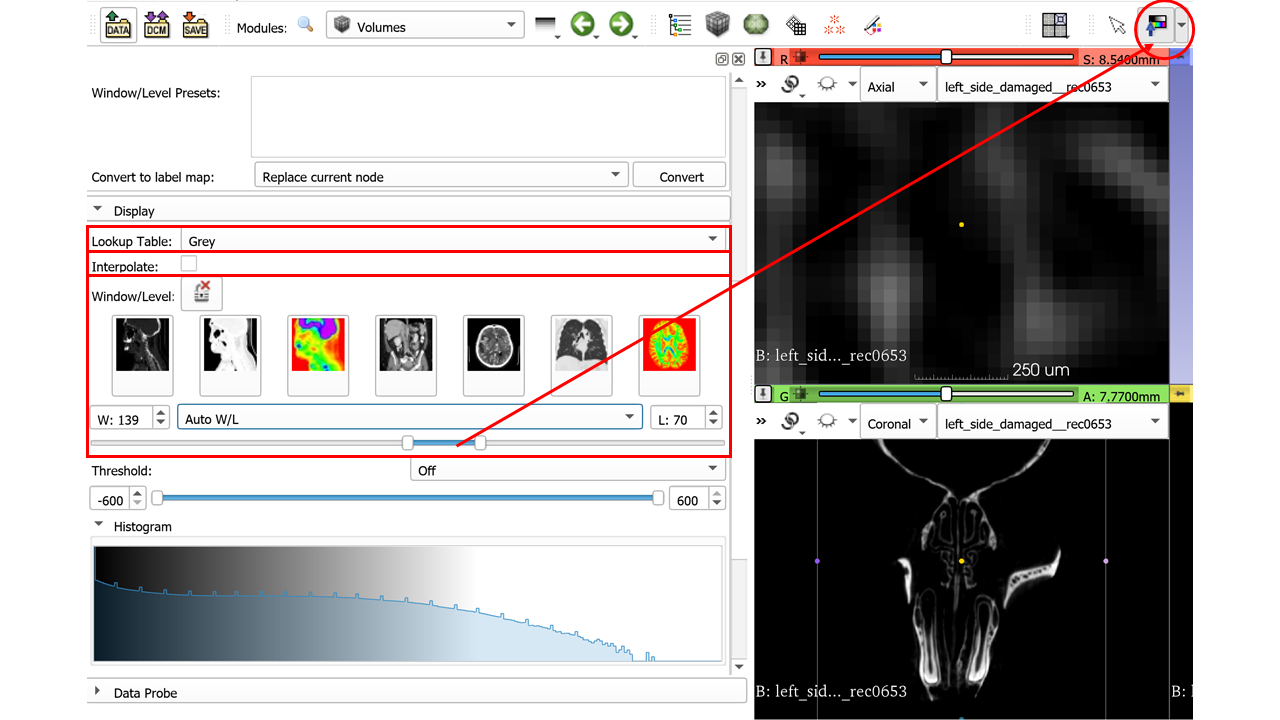 DATA
DCM
SAVE
Modules:
Volumes
Window/Level Presets:
Convert to label map:
Replace current node
Convert
Display
Lookup Table:
Grey
Interpolate:
Window/Level:
W: 139
Auto W/L
L: 70
Threshold:
Off
-600
600
Histogram
Data Probe
R
S: 8.5400mm
»
Axial
left_side_damaged__rec0653
B: left_sid…_rec0653
250 um
G
A: 7.7700mm
»
Coronal
left_side_damaged__rec0653
B: left_sid…_rec0653
B: l